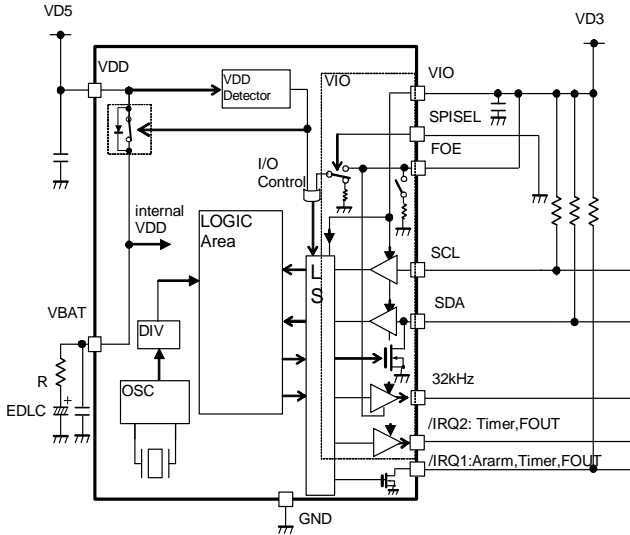 VD5
VD3
VDD
VDD
Detector
VIO
VIO
SPISEL
FOE
I/O
Control
internal
VDD
LOGIC
Area
L
S
SCL
SDA
VBAT
DIV
R
EDLC
+
OSC
32kHz
/IRQ2: Timer,FOUT
/IRQ1:Ararm,Timer,FOUT
GND